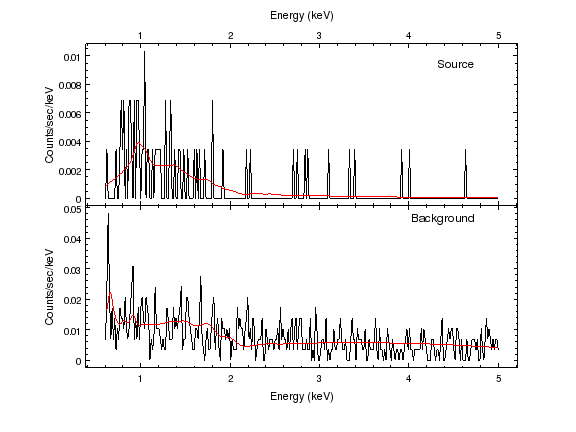 Energy (keV)
1 2 3 4 5
Source
0.01
0.008
0.006
0.004
0.002
0
Counts/sec/keV
Background
0.05
0.04
0.03
0.02
0.01
0
Counts/sec/keV
1 2 3 4 5
Energy (keV)